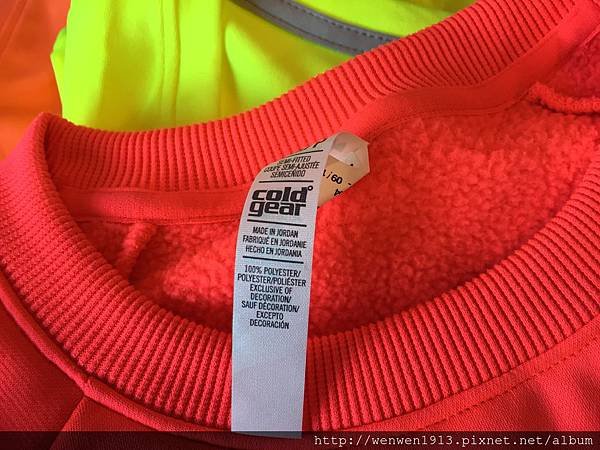 SEMI-FITTED
COUPE SEMI-AJUSTÉE
SEMICEÑIDO
cold
gear
MADE IN JORDAN
FABRIQUÉ EN JORDANIE
HECHO EN JORDANIA
100% POLYESTER/
POLYESTER/POLIÉSTER
EXCLUSIVE OF
DECORATION/
SAUF DÉCORATION/
EXCEPTO
DECORACIÓN
http://wenwen1913.pixnet.net/album